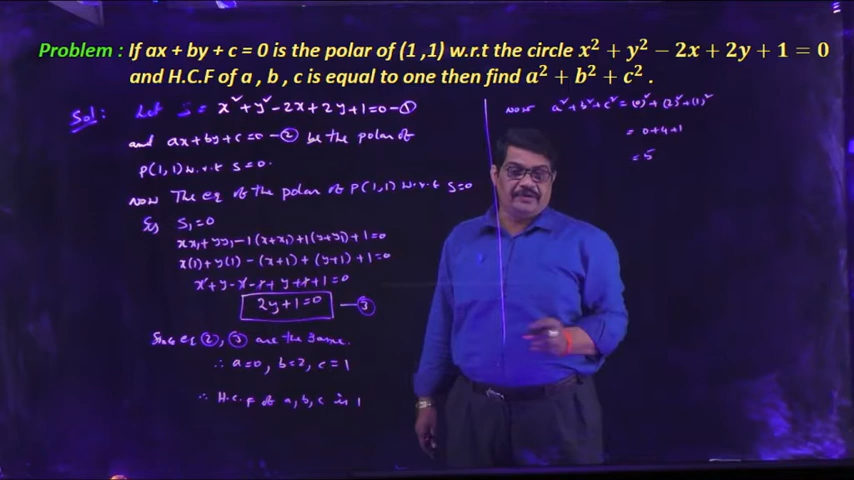 Problem : If ax + by + c = 0 is the polar of (1 ,1) w.r.t the circle x² + y² − 2x + 2y + 1 = 0
and H.C.F of a , b , c is equal to one then find a² + b² + c² .
Sol: Let S = x² + y² - 2x + 2y + 1 = 0 - ①
and ax + by + c = 0 - ② be the polar of
P(1,1) w.r.t S = 0.
NOW The eq of the polar of P(1,1) w.r.t S = 0
is S₁ = 0
xx₁ + yy₁ - 1(x+x₁) + 1(y+y₁) + 1 = 0
x(1) + y(1) - (x+1) + (y+1) + 1 = 0
x + y - x - 1 + y + 1 + 1 = 0
2y + 1 = 0 — ③
Since eq ②, ③ are the same.
∴ a = 0, b = 2, c = 1
∴ H.C.F of a, b, c is 1
NOW a² + b² + c² = (0)² + (2)² + (1)²
= 0 + 4 + 1
= 5